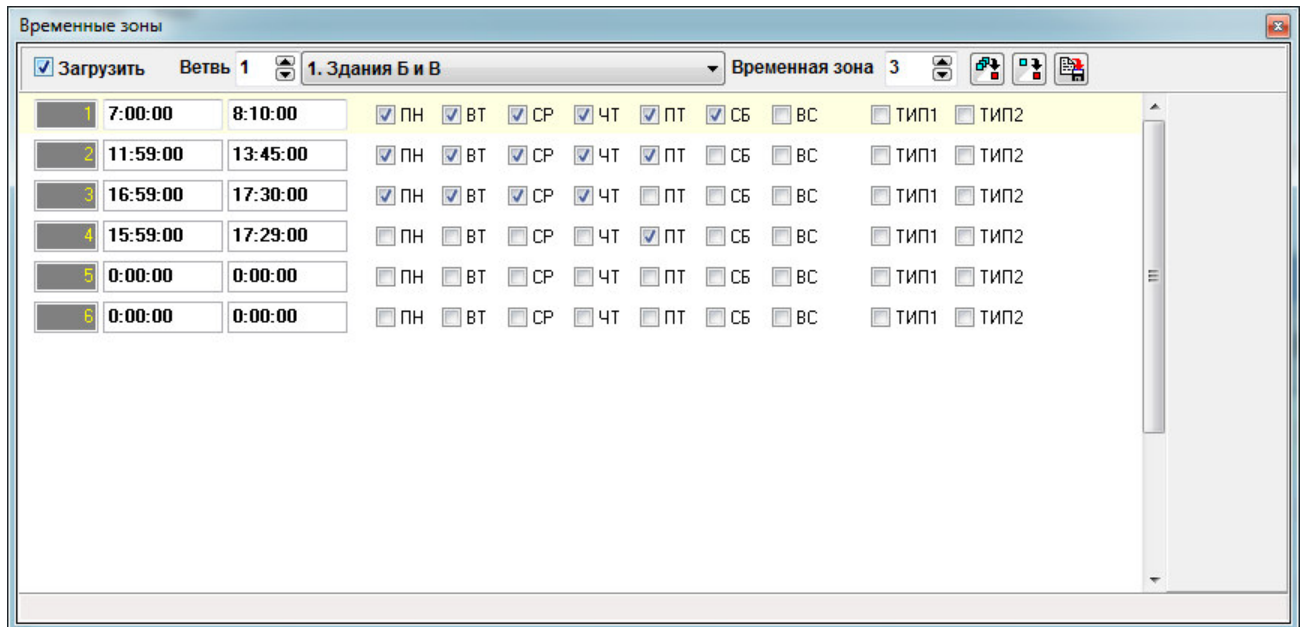 Временные зоны
Загрузить Ветвь 1 1. Здания Б и В Временная зона 3
1 7:00:00 8:10:00 ПН ВТ СР ЧТ ПТ СБ ВС ТИП1 ТИП2
2 11:59:00 13:45:00 ПН ВТ СР ЧТ ПТ СБ ВС ТИП1 ТИП2
3 16:59:00 17:30:00 ПН ВТ СР ЧТ ПТ СБ ВС ТИП1 ТИП2
4 15:59:00 17:29:00 ПН ВТ СР ЧТ ПТ СБ ВС ТИП1 ТИП2
5 0:00:00 0:00:00 ПН ВТ СР ЧТ ПТ СБ ВС ТИП1 ТИП2
6 0:00:00 0:00:00 ПН ВТ СР ЧТ ПТ СБ ВС ТИП1 ТИП2